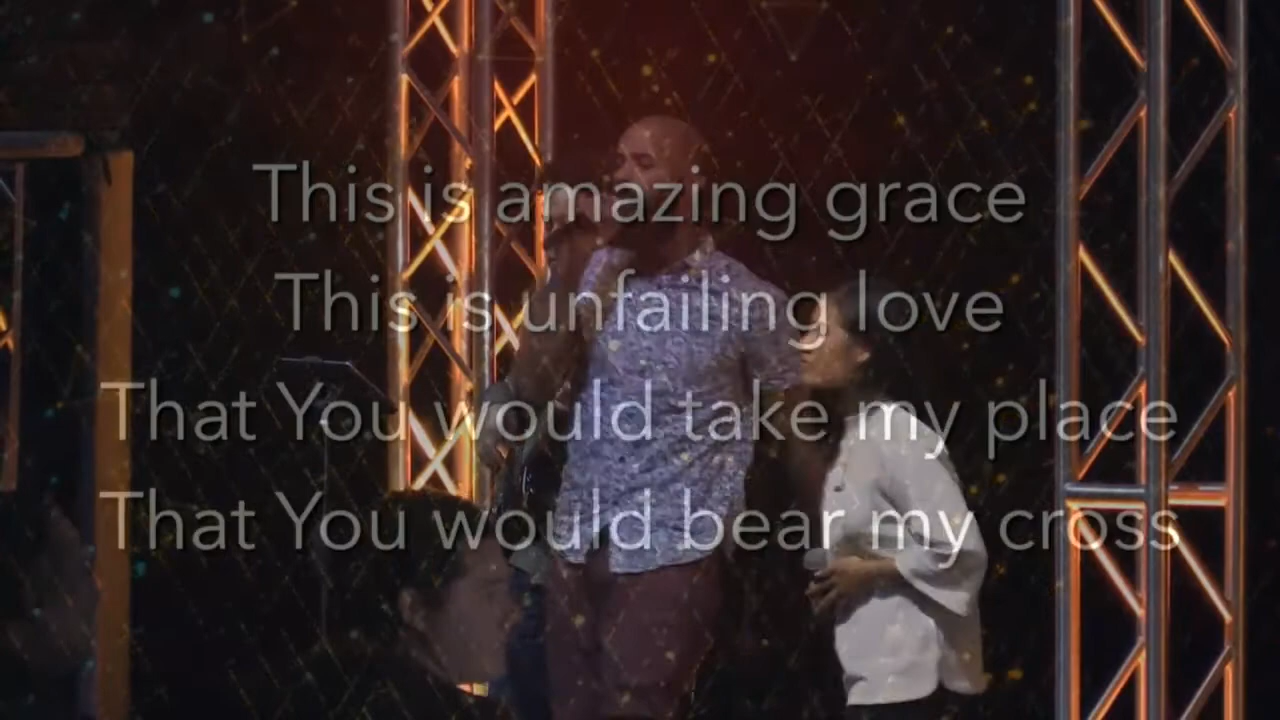 This is amazing grace
This is unfailing love
That You would take my place
That You would bear my cross